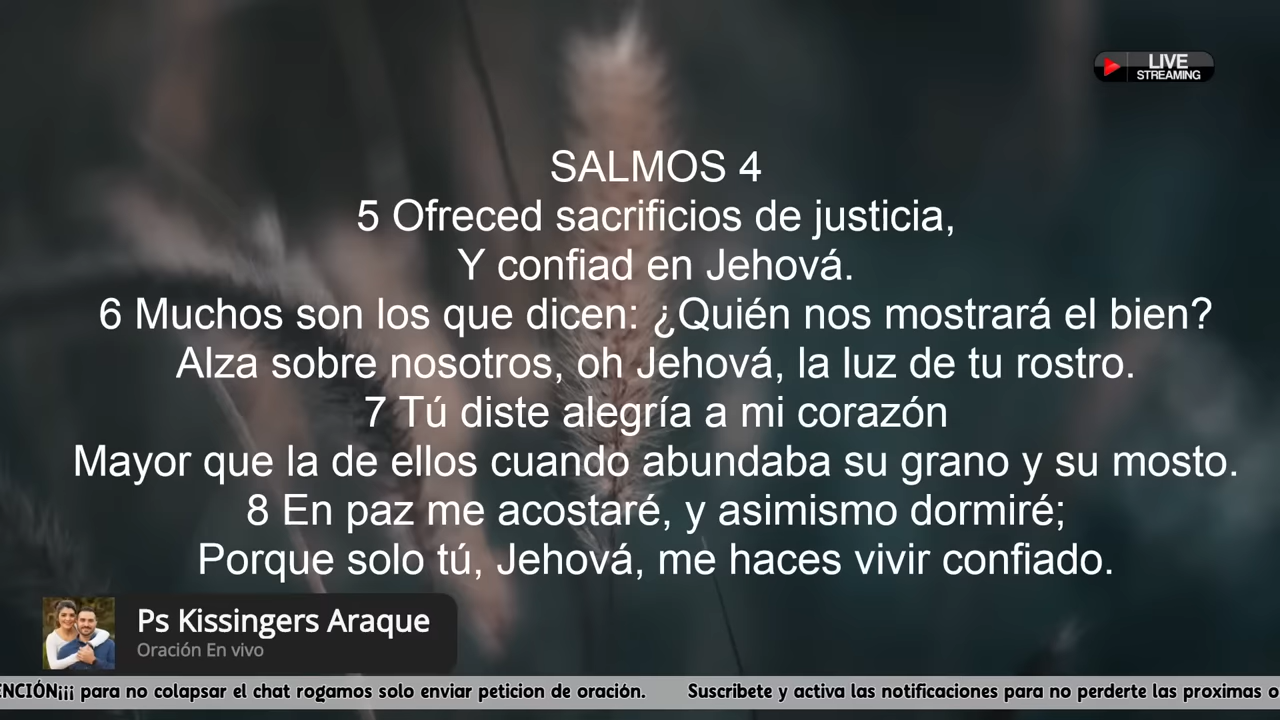 LIVE
STREAMING
SALMOS 4
5 Ofreced sacrificios de justicia,
Y confiad en Jehová.
6 Muchos son los que dicen: ¿Quién nos mostrará el bien?
Alza sobre nosotros, oh Jehová, la luz de tu rostro.
7 Tú diste alegría a mi corazón
Mayor que la de ellos cuando abundaba su grano y su mosto.
8 En paz me acostaré, y asimismo dormiré;
Porque solo tú, Jehová, me haces vivir confiado.
Ps Kissingers Araque
Oración En vivo
ENCIÓN¡¡¡ para no colapsar el chat rogamos solo enviar peticion de oración. Suscribete y activa las notificaciones para no perderte las proximas o